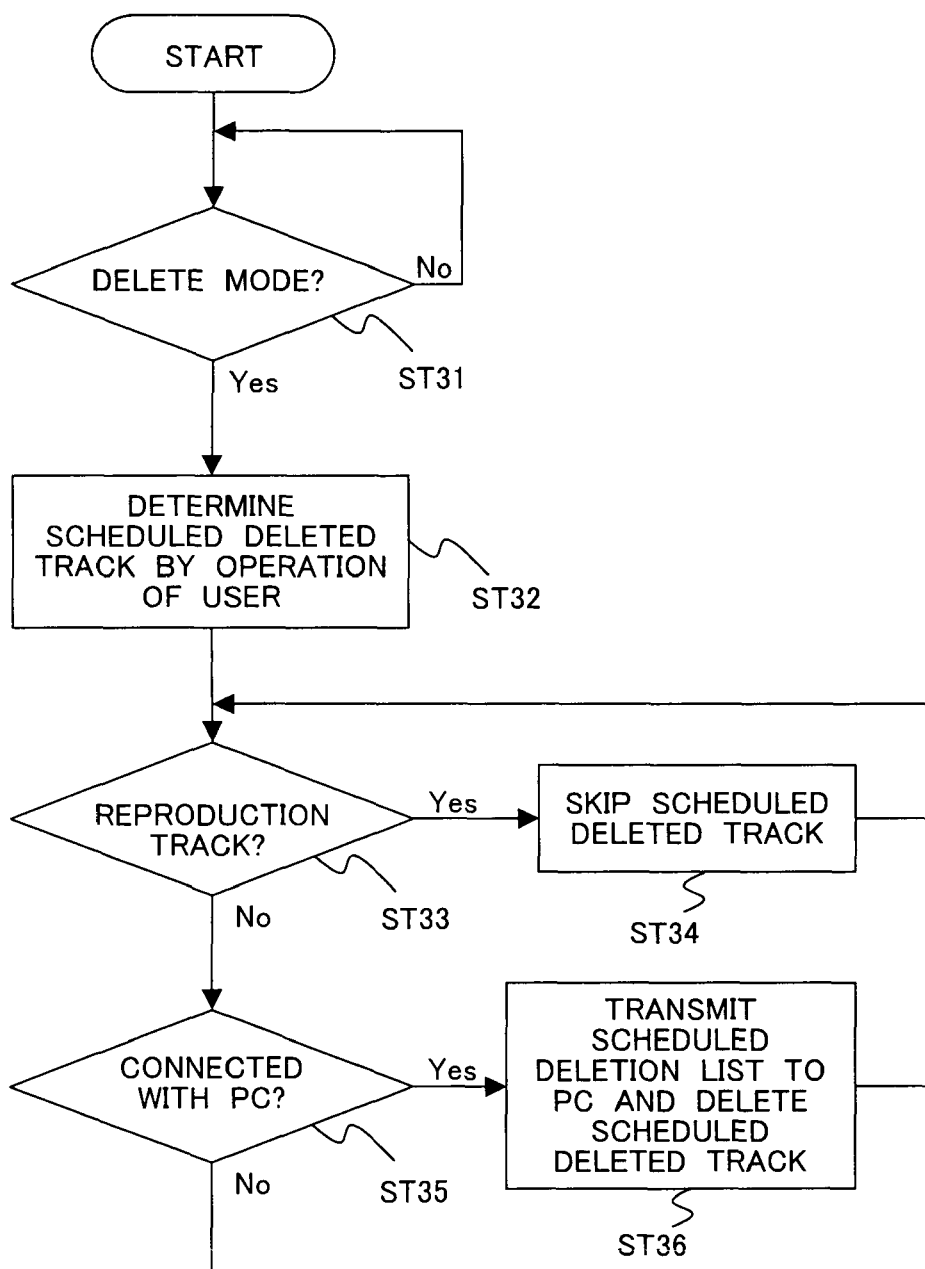 START
DELETE MODE?
No
ST31
Yes
DETERMINE
SCHEDULED DELETED
TRACK BY OPERATION
OF USER
ST32
REPRODUCTION
TRACK?
Yes
SKIP SCHEDULED
DELETED TRACK
ST33
No
ST34
CONNECTED
WITH PC?
Yes
TRANSMIT
SCHEDULED
DELETION LIST TO
PC AND DELETE
SCHEDULED
DELETED TRACK
ST35
No
ST36